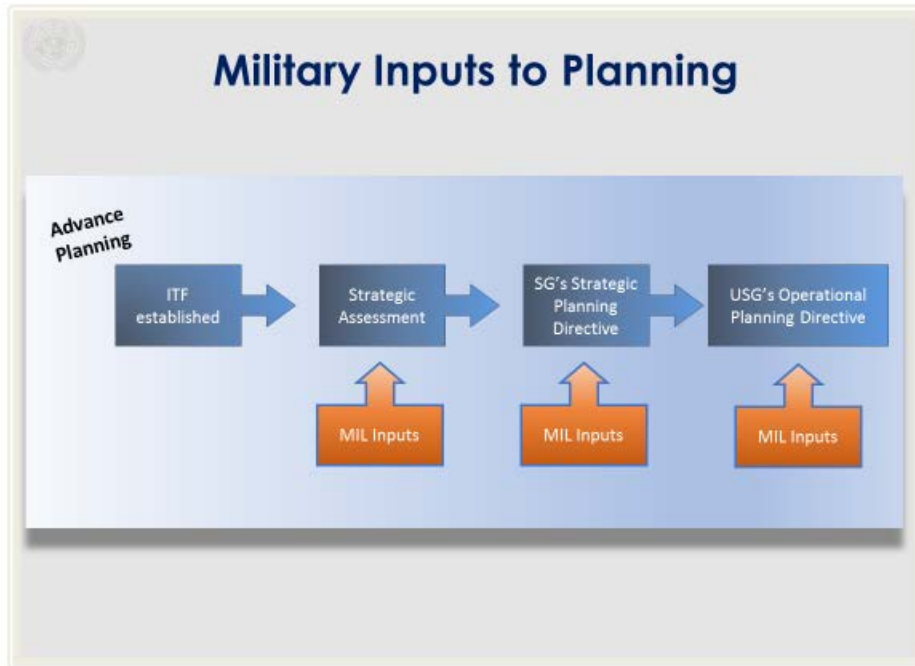 Military Inputs to Planning
Advance
Planning
ITF
established
Strategic
Assessment
SG's Strategic
Planning
Directive
USG's Operational
Planning Directive
MIL Inputs
MIL Inputs
MIL Inputs